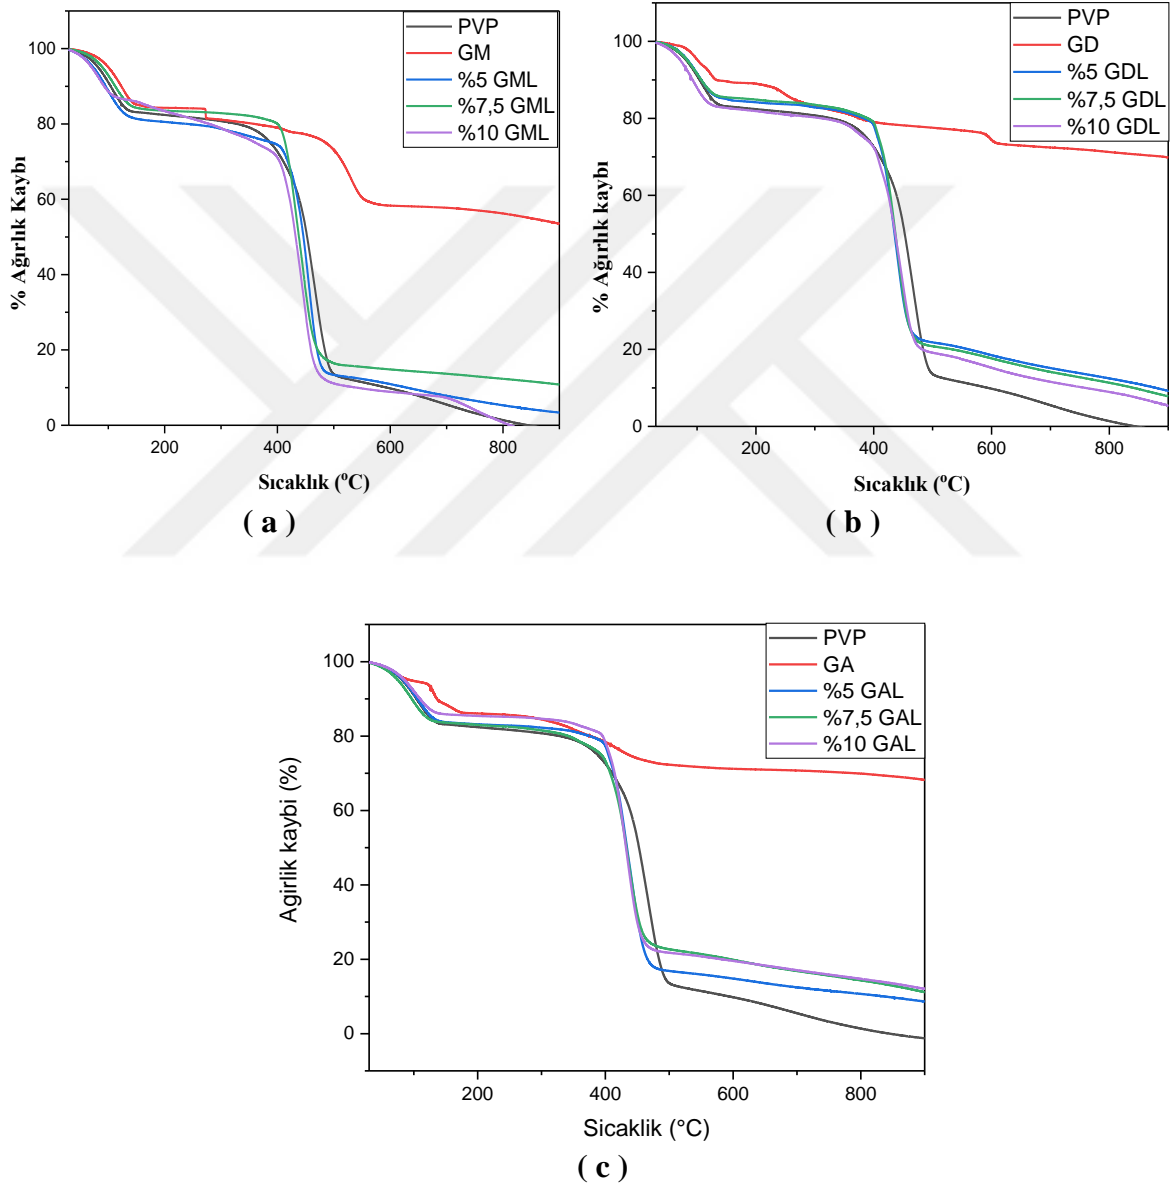 PVP
GM
%5 GML
%7,5 GML
%10 GML
100
80
60
40
20
0
% Ağırlık Kaybı
200 400 600 800
Sıcaklık (°C)
( a )
PVP
GD
%5 GDL
%7,5 GDL
%10 GDL
100
80
60
40
20
0
% Ağırlık kaybı
200 400 600 800
Sıcaklık (°C)
( b )
PVP
GA
%5 GAL
%7,5 GAL
%10 GAL
100
80
60
40
20
0
Agirlik kaybi (%)
200 400 600 800
Sicaklik (°C)
( c )